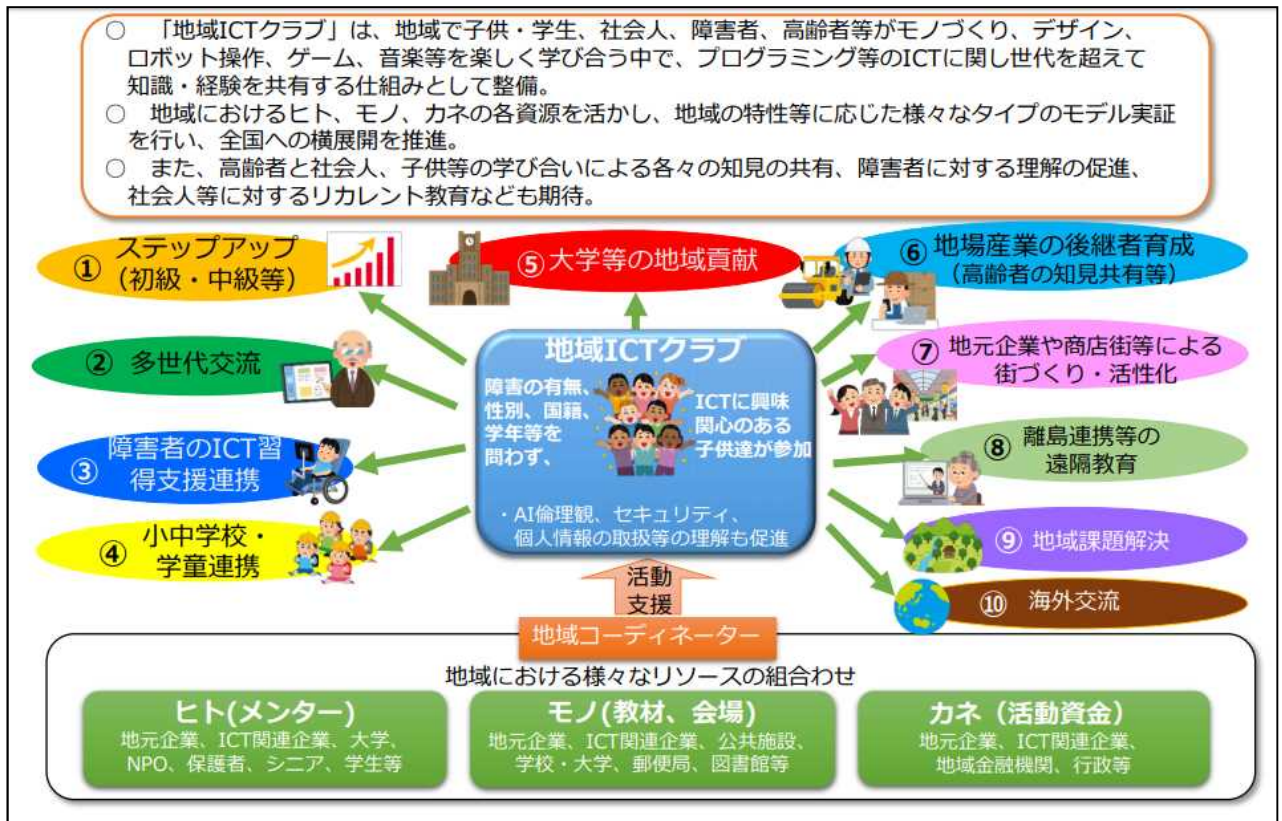 ○　「地域ICTクラブ」は、地域で子供・学生、社会人、障害者、高齢者等がモノづくり、デザイン、
ロボット操作、ゲーム、音楽等を楽しく学び合う中で、プログラミング等のICTに関し世代を超えて
知識・経験を共有する仕組みとして整備。
○　地域におけるヒト、モノ、カネの各資源を活かし、地域の特性等に応じた様々なタイプのモデル実証
を行い、全国への横展開を推進。
○　また、高齢者と社会人、子供等の学び合いによる各々の知見の共有、障害者に対する理解の促進、
社会人等に対するリカレント教育なども期待。
① ステップアップ
（初級・中級等）
② 多世代交流
③ 障害者のICT習
得支援連携
④ 小中学校・
学童連携
⑤ 大学等の地域貢献
⑥ 地場産業の後継者育成
（高齢者の知見共有等）
⑦ 地元企業や商店街等による
街づくり・活性化
⑧ 離島連携等の
遠隔教育
⑨ 地域課題解決
⑩ 海外交流
地域ICTクラブ
障害の有無、
性別、国籍、
学年等を
問わず、
ICTに興味
関心のある
子供達が参加
・AI倫理観、セキュリティ、
個人情報の取扱等の理解も促進
活動
支援
地域コーディネーター
地域における様々なリソースの組合わせ
ヒト(メンター)
地元企業、ICT関連企業、大学、
NPO、保護者、シニア、学生等
モノ(教材、会場)
地元企業、ICT関連企業、公共施設、
学校・大学、郵便局、図書館等
カネ（活動資金）
地元企業、ICT関連企業、
地域金融機関、行政等